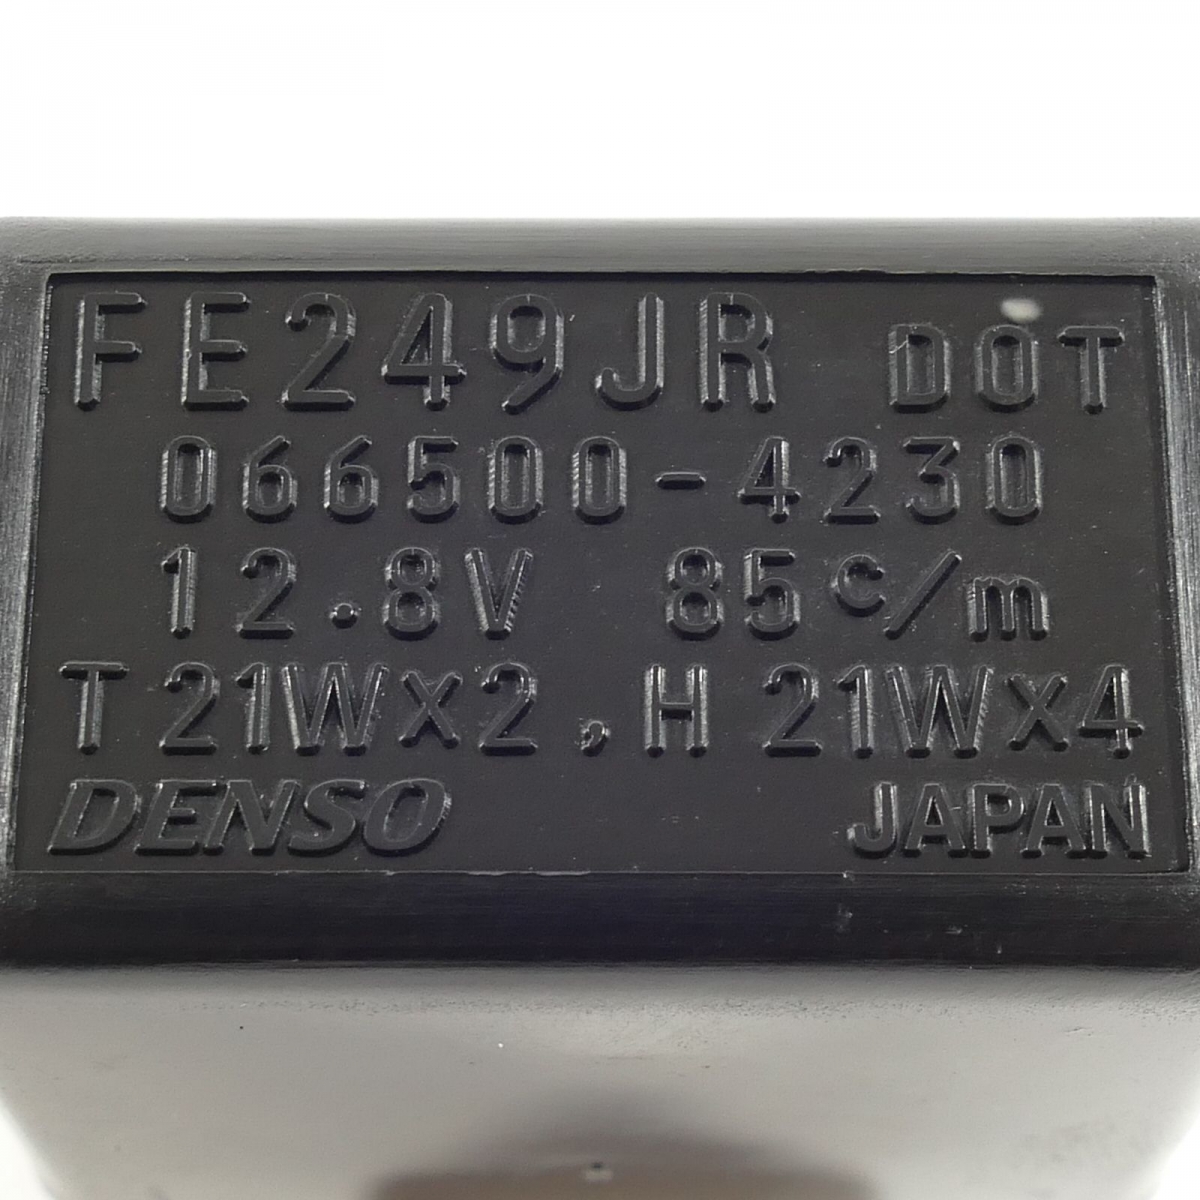 FE249JR DOT
066500-4230
12.8V 85c/m
T 21Wx2, H 21Wx4
DENSO JAPAN